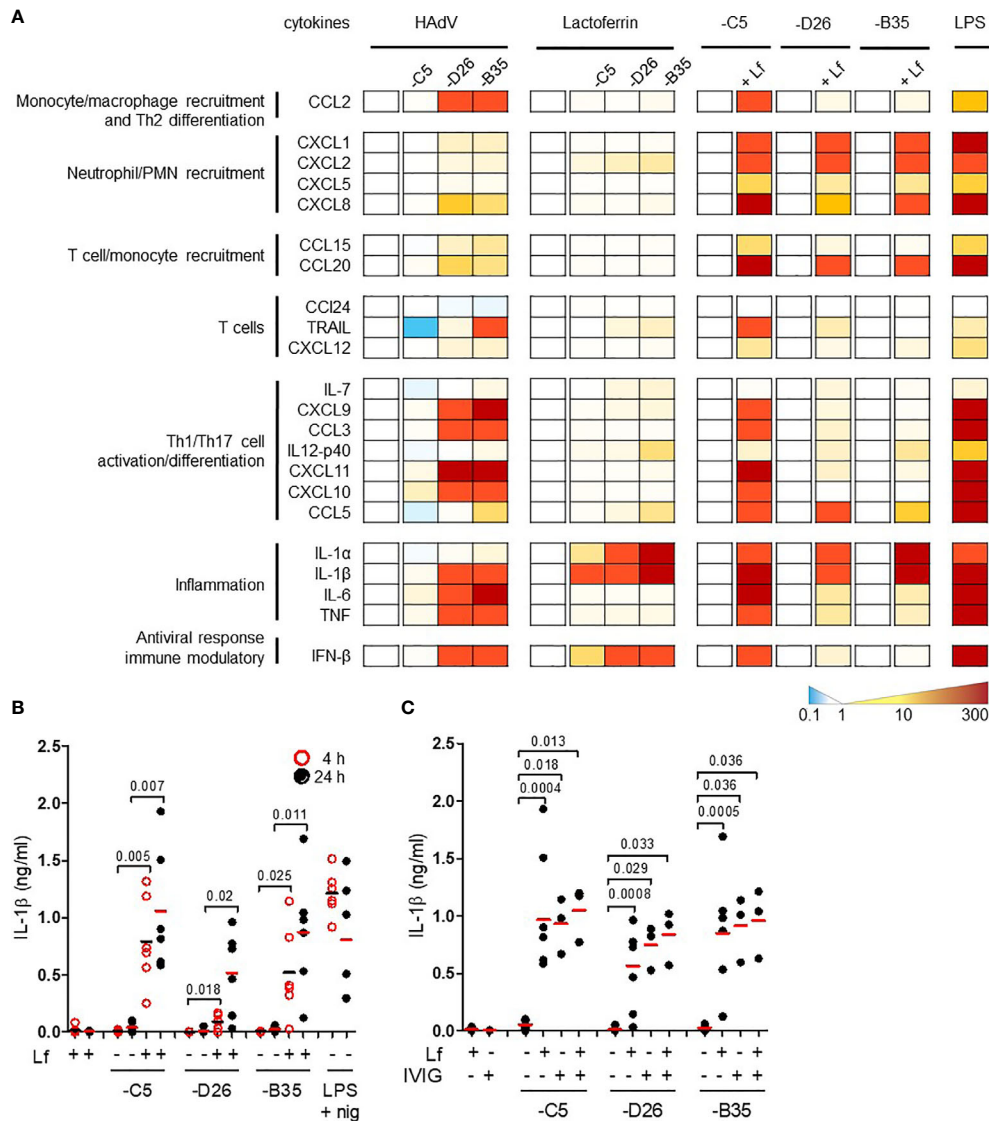 A
cytokines HAdV Lactoferrin -C5 -D26 -B35 LPS
-C5 -D26 -B35 -C5 -D26 -B35 + Lf + Lf + Lf
Monocyte/macrophage recruitment
and Th2 differentiation
CCL2
Neutrophil/PMN recruitment
CXCL1
CXCL2
CXCL5
CXCL8
T cell/monocyte recruitment
CCL15
CCL20
T cells
CCl24
TRAIL
CXCL12
Th1/Th17 cell
activation/differentiation
IL-7
CXCL9
CCL3
IL12-p40
CXCL11
CXCL10
CCL5
Inflammation
IL-1α
IL-1β
IL-6
TNF
Antiviral response
immune modulatory
IFN-β
0.1 1 10 300
B
IL-1β (ng/ml)
2.5
2.0
1.5
1.0
0.5
0.0
4 h
24 h
0.007
0.005
0.02
0.018
0.011
0.025
Lf + + - - + + - - + + - - + + - -
-C5 -D26 -B35 LPS
+ nig
C
IL-1β (ng/ml)
2.5
2.0
1.5
1.0
0.5
0.0
0.013
0.018
0.0004
0.033
0.029
0.0008
0.036
0.036
0.0005
Lf + - - + - + - + - + - + - +
IVIG - + - - + + - - + + - - + +
-C5 -D26 -B35